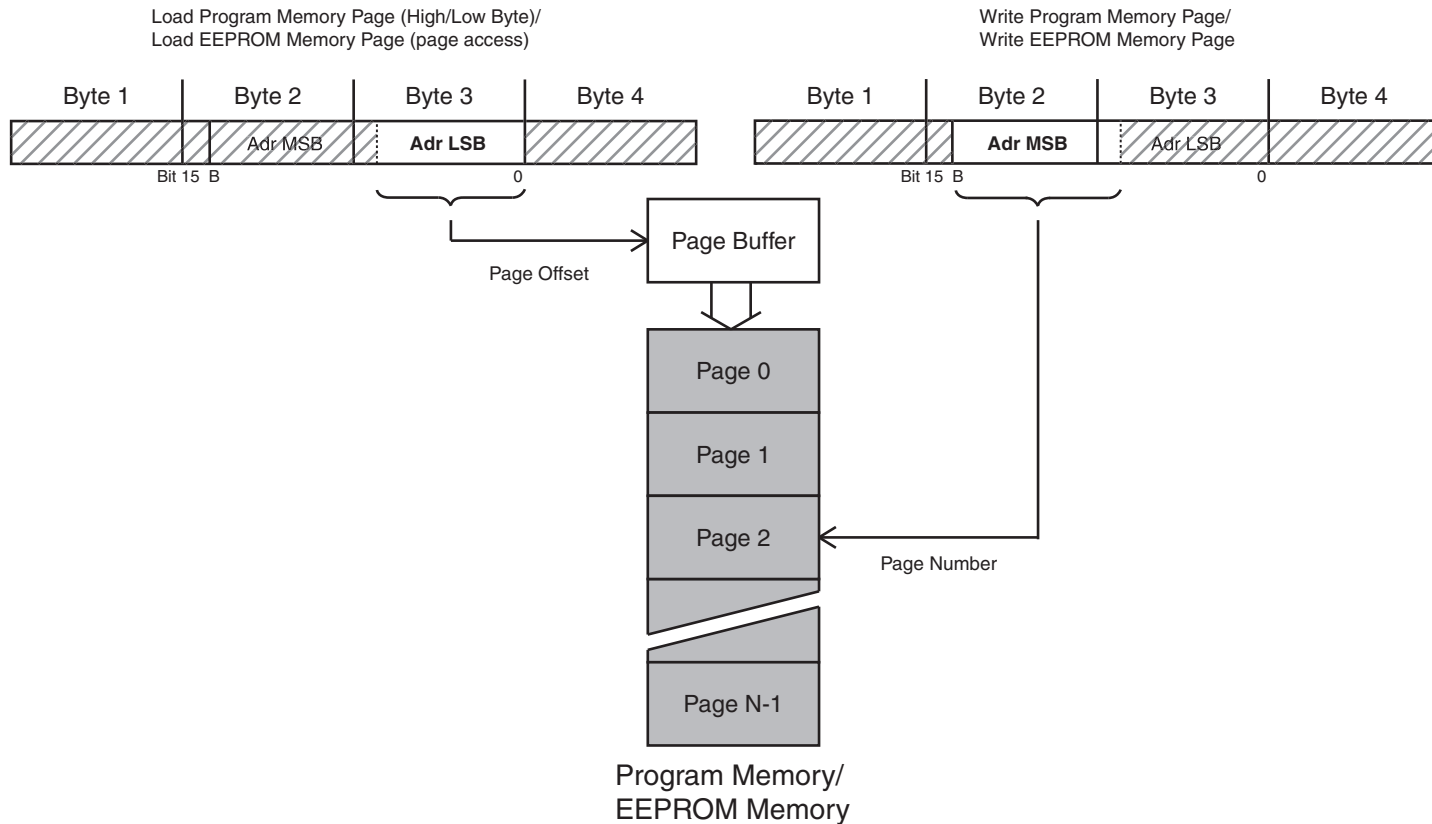 Load Program Memory Page (High/Low Byte)/
Load EEPROM Memory Page (page access)
Write Program Memory Page/
Write EEPROM Memory Page
Byte 1 Byte 2 Byte 3 Byte 4
Byte 1 Byte 2 Byte 3 Byte 4
Adr MSB Adr LSB
Adr MSB Adr LSB
Bit 15 B 0
Bit 15 B 0
Page Buffer
Page Offset
Page 0
Page 1
Page 2
Page Number
Page N-1
Program Memory/
EEPROM Memory